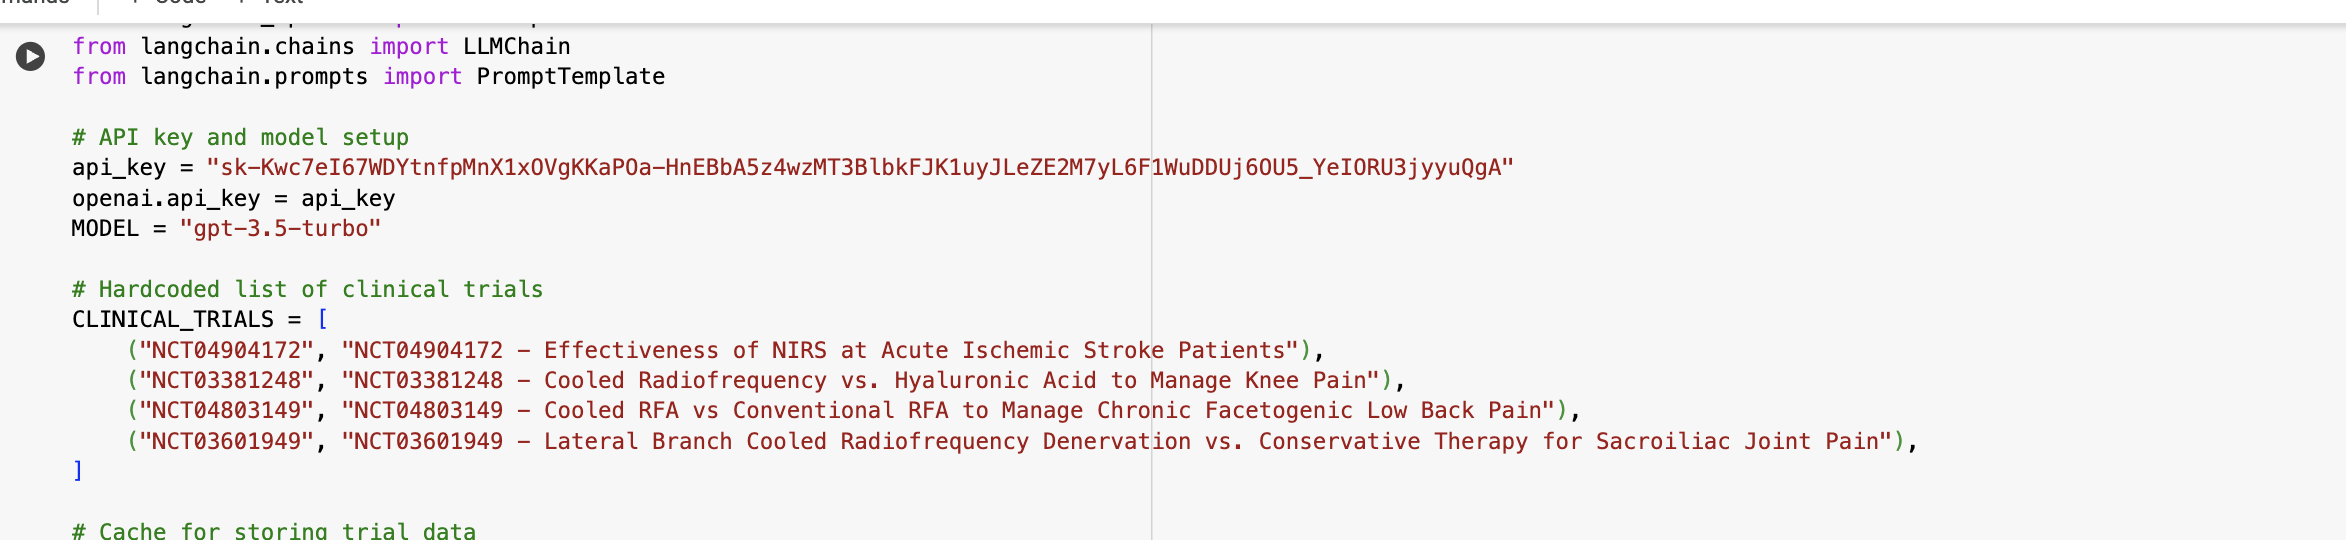 from langchain.chains import LLMChain
from langchain.prompts import PromptTemplate
# API key and model setup
api_key = "sk-Kwc7eI67WDYtnfpMnX1xOVgKKaPOa-HnEBbA5z4wzMT3BlbkFJK1uyJLeZE2M7yL6F1WuDDUj6OU5_YeIORU3jyyuQgA"
openai.api_key = api_key
MODEL = "gpt-3.5-turbo"
# Hardcoded list of clinical trials
CLINICAL_TRIALS = [
("NCT04904172", "NCT04904172 - Effectiveness of NIRS at Acute Ischemic Stroke Patients"),
("NCT03381248", "NCT03381248 - Cooled Radiofrequency vs. Hyaluronic Acid to Manage Knee Pain"),
("NCT04803149", "NCT04803149 - Cooled RFA vs Conventional RFA to Manage Chronic Facetogenic Low Back Pain"),
("NCT03601949", "NCT03601949 - Lateral Branch Cooled Radiofrequency Denervation vs. Conservative Therapy for Sacroiliac Joint Pain"),
]
# Cache for storing trial data